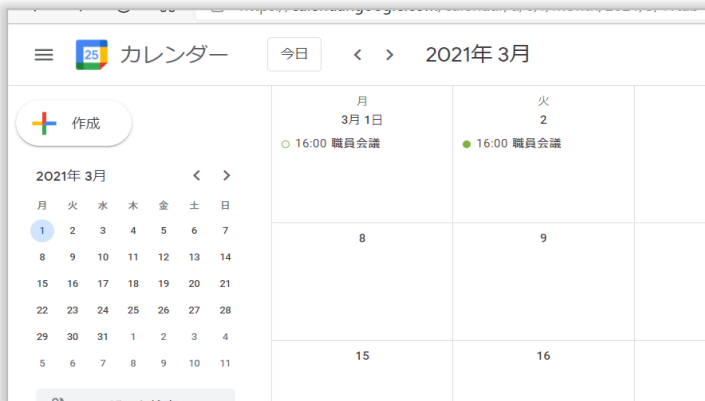 カレンダー
今日
2021年 3月
作成
2021年 3月
月 火 水 木 金 土 日
1 2 3 4 5 6 7
8 9 10 11 12 13 14
15 16 17 18 19 20 21
22 23 24 25 26 27 28
29 30 31 1 2 3 4
5 6 7 8 9 10 11
月 火
3月 1日 2
16:00 職員会議 16:00 職員会議
8 9
15 16